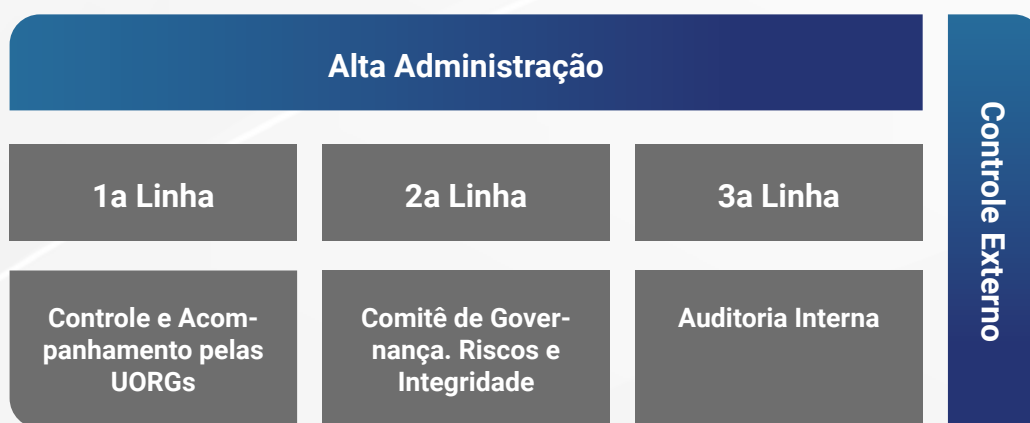 Alta Administração
1a Linha
2a Linha
3a Linha
Controle e Acom-
panhamento pelas
UORGs
Comitê de Gover-
nança. Riscos e
Integridade
Auditoria Interna
Controle Externo